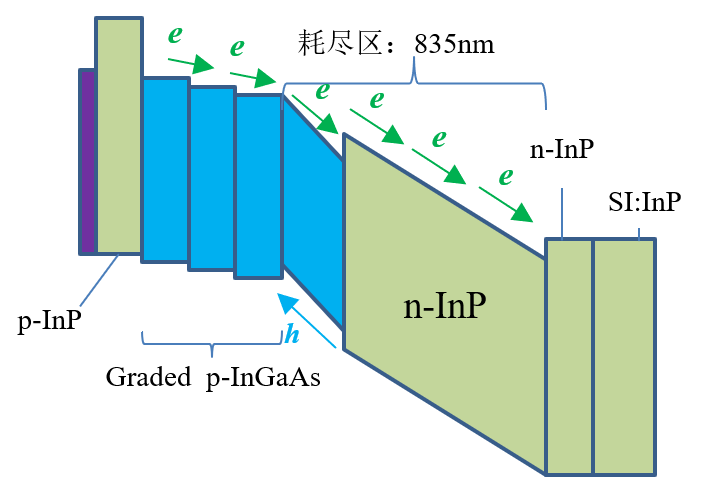 耗尽区：835nm
e
e
e
e
e
e
n-InP
SI:InP
n-InP
p-InP
h
Graded p-InGaAs